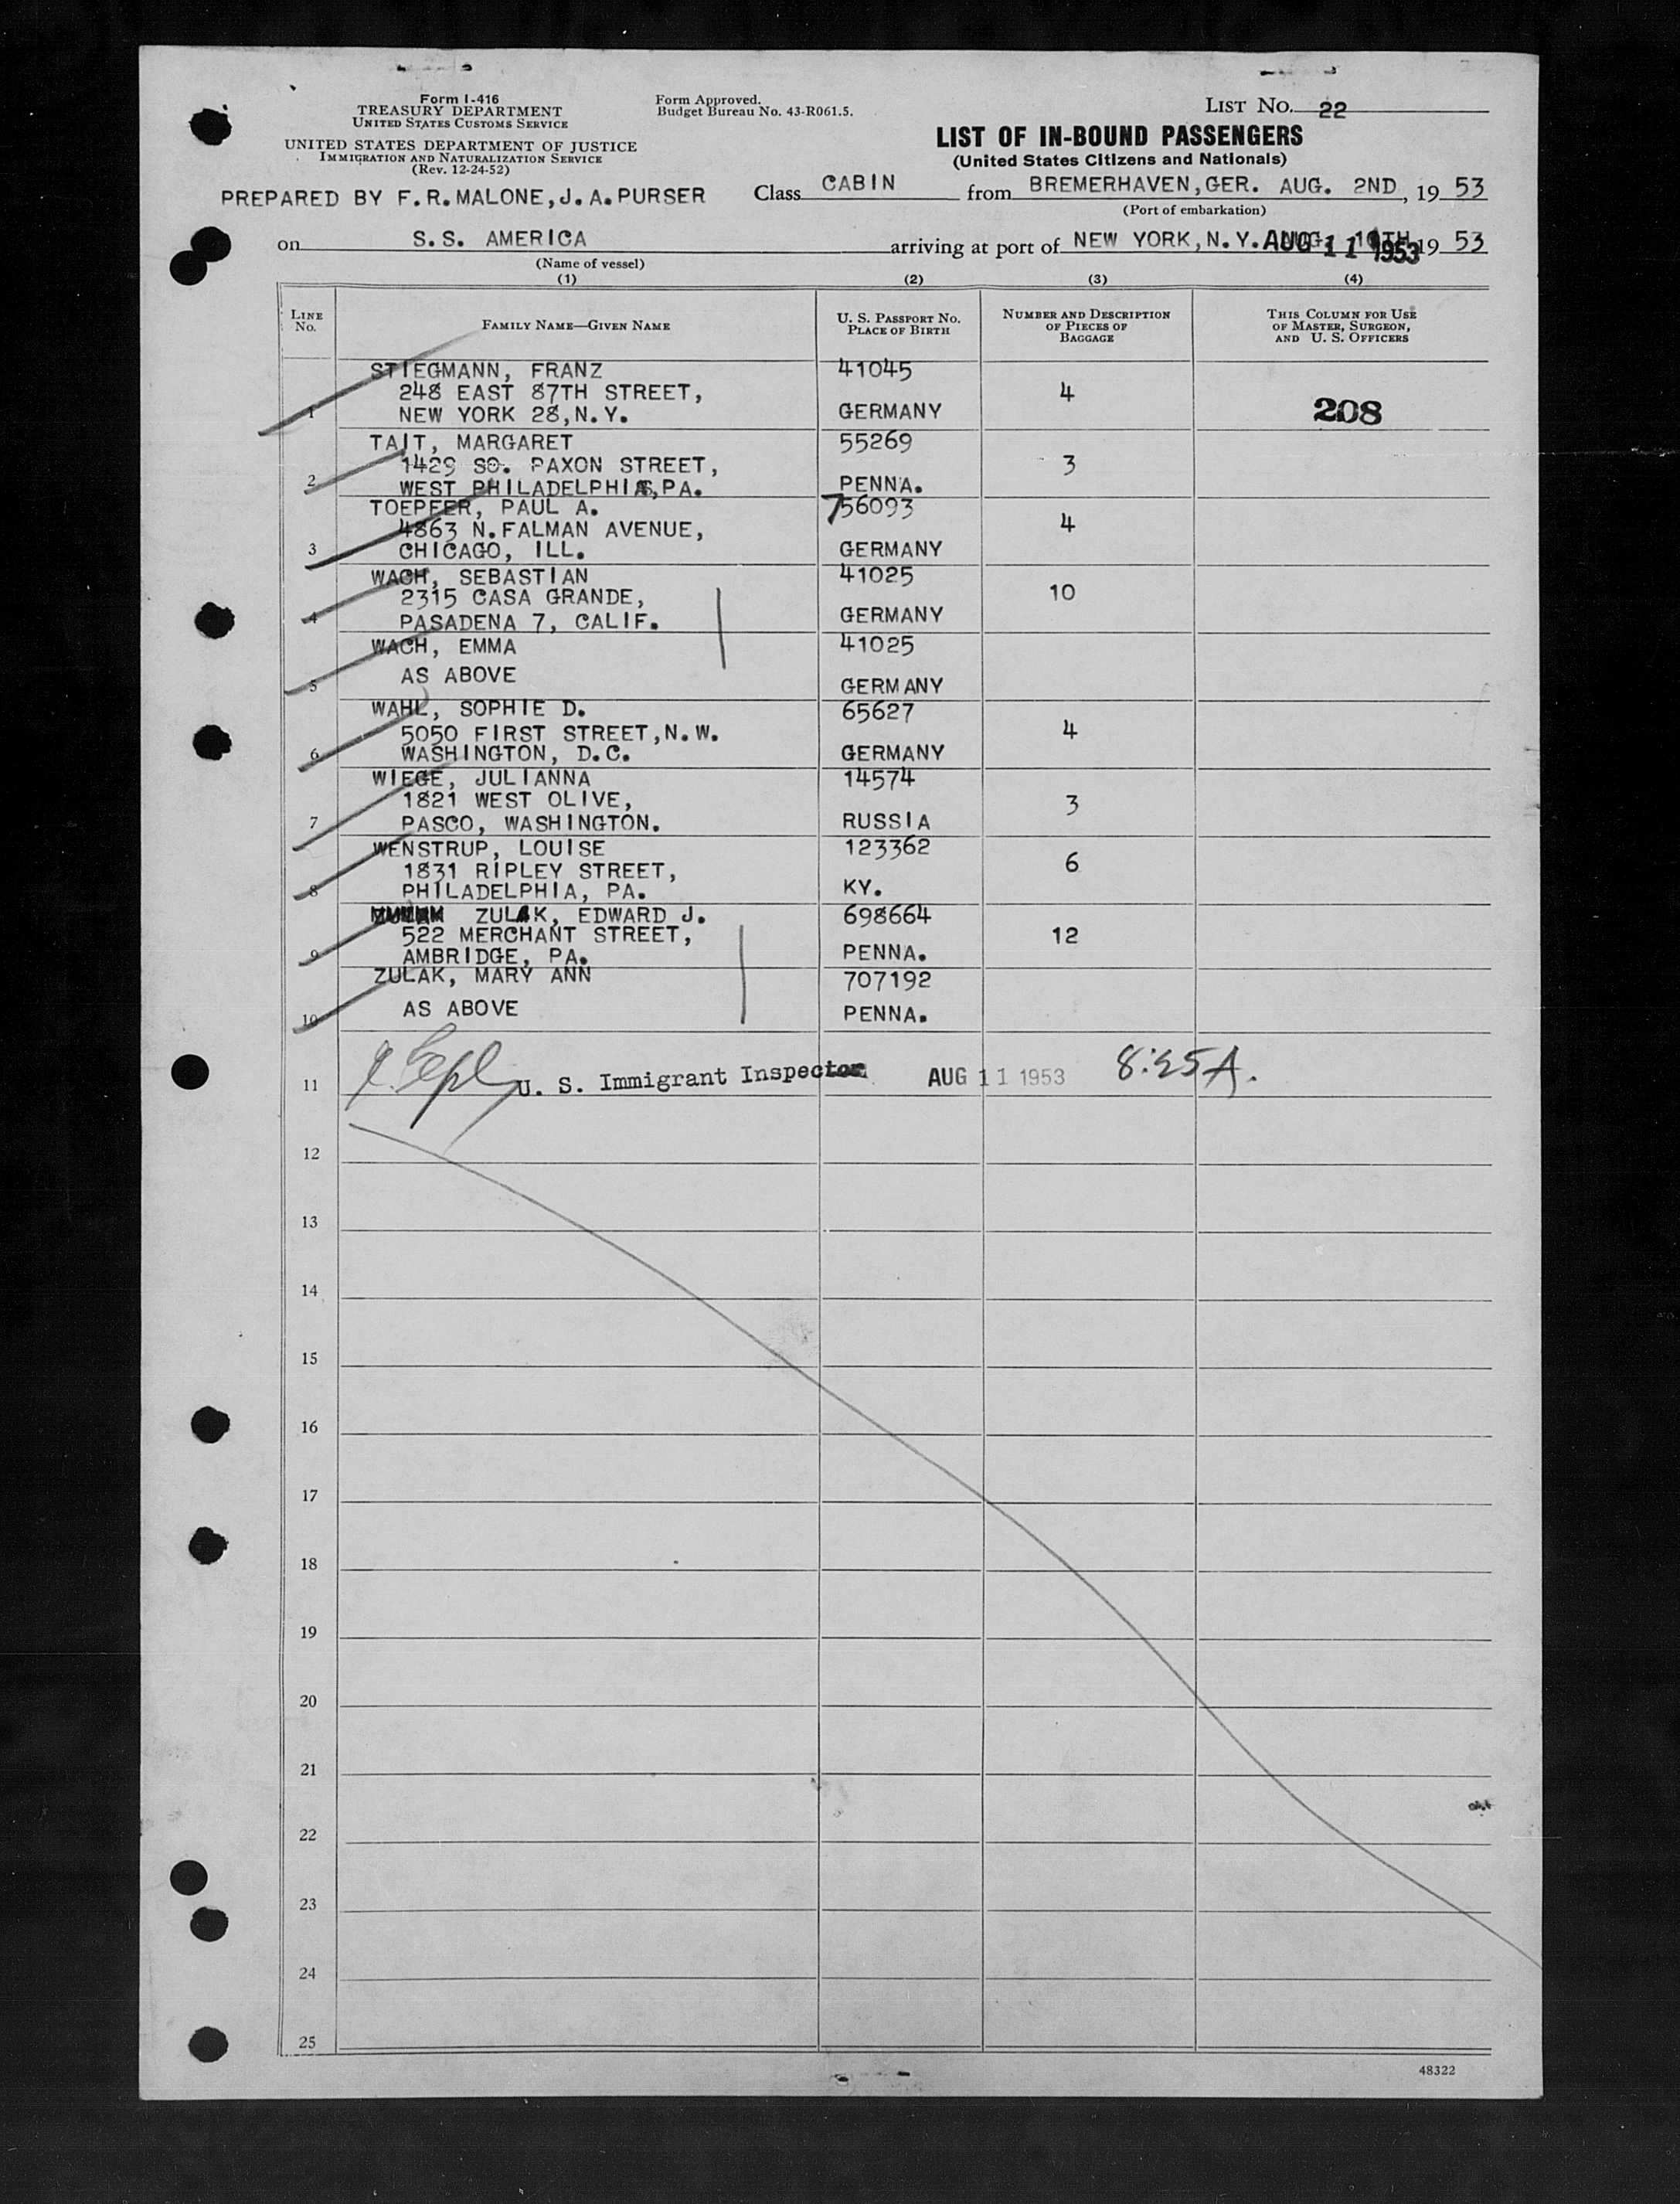 Form I-416
TREASURY DEPARTMENT
UNITED STATES CUSTOMS SERVICE
UNITED STATES DEPARTMENT OF JUSTICE
IMMIGRATION AND NATURALIZATION SERVICE
(Rev. 12-24-52)
Form Approved.
Budget Bureau No. 43-R061.5.
LIST NO. 22
LIST OF IN-BOUND PASSENGERS
(United States Citizens and Nationals)
PREPARED BY F.R.MALONE,J.A.PURSER Class CABIN from BREMERHAVEN,GER. AUG. 2ND, 19 53
(Port of embarkation)
on S.S. AMERICA arriving at port of NEW YORK,N.Y. AUG 11 1953 19 53
(Name of vessel)
(1) (2) (3) (4)
LINE NO. FAMILY NAME—GIVEN NAME U. S. PASSPORT NO. PLACE OF BIRTH NUMBER AND DESCRIPTION OF PIECES OF BAGGAGE THIS COLUMN FOR USE OF MASTER, SURGEON, AND U. S. OFFICERS
STIEGMANN, FRANZ 41045
248 EAST 87TH STREET, 4
1 NEW YORK 28,N.Y. GERMANY 208
TAIT, MARGARET 55269
1429 SO. PAXON STREET, 3
2 WEST PHILADELPHIA,PA. PENNA.
TOEPFER, PAUL A. 756093
4863 N.FALMAN AVENUE, 4
3 CHICAGO, ILL. GERMANY
WACH, SEBASTIAN 41025
2315 CASA GRANDE, 10
4 PASADENA 7, CALIF. GERMANY
WACH, EMMA 41025
AS ABOVE
5 GERMANY
WAHL, SOPHIE D. 65627
5050 FIRST STREET,N.W. 4
6 WASHINGTON, D.C. GERMANY
WIEGE, JULIANNA 14574
1821 WEST OLIVE, 3
7 PASCO, WASHINGTON. RUSSIA
WENSTRUP, LOUISE 123362
1831 RIPLEY STREET, 6
8 PHILADELPHIA, PA. KY.
ZULAK, EDWARD J. 698664
522 MERCHANT STREET, 12
9 AMBRIDGE, PA. PENNA.
ZULAK, MARY ANN 707192
10 AS ABOVE PENNA.
11 U. S. Immigrant Inspector AUG 11 1953 8:25A.
12
13
14
15
16
17
18
19
20
21
22
23
24
25
48322